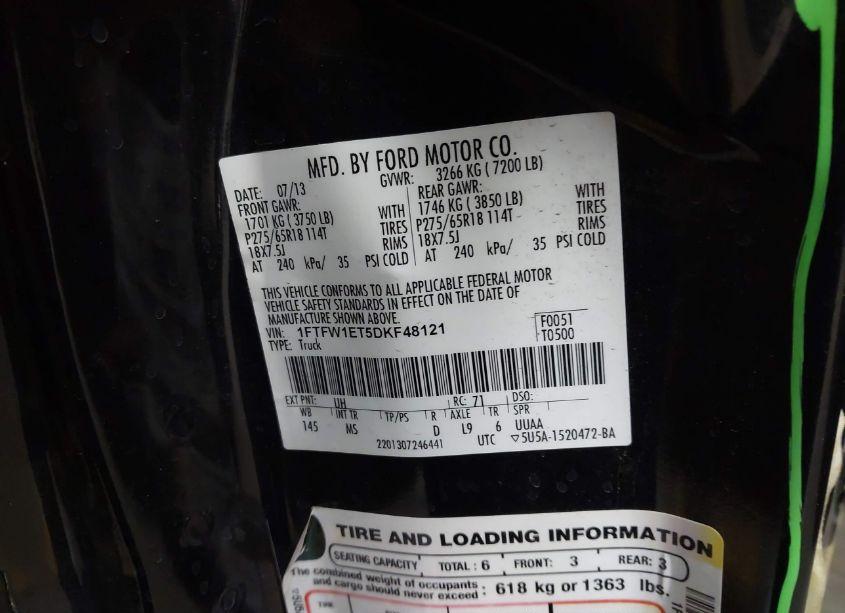 MFD. BY FORD MOTOR CO.
DATE: 07/13 GVWR: 3266 KG ( 7200 LB)
FRONT GAWR: REAR GAWR:
1701 KG ( 3750 LB) WITH 1746 KG ( 3850 LB) WITH
P275/65R18 114T TIRES P275/65R18 114T TIRES
18X7.5J RIMS 18X7.5J RIMS
AT 240 kPa/ 35 PSI COLD AT 240 kPa/ 35 PSI COLD
THIS VEHICLE CONFORMS TO ALL APPLICABLE FEDERAL MOTOR
VEHICLE SAFETY STANDARDS IN EFFECT ON THE DATE OF
MANUFACTURE SHOWN ABOVE.
VIN: 1FTFW1ET5DKF48121 F0051
TYPE: Truck T0500
EXT PNT: UH RC: 71 DSO:
WB INT TR TP/PS R AXLE TR SPR
145 MS D L9 6 UUAA
2201307246441 UTC ▽5U5A-1520472-BA
TIRE AND LOADING INFORMATION
SEATING CAPACITY TOTAL : 6 FRONT: 3 REAR: 3
The combined weight of occupants
and cargo should never exceed : 618 kg or 1363 lbs.